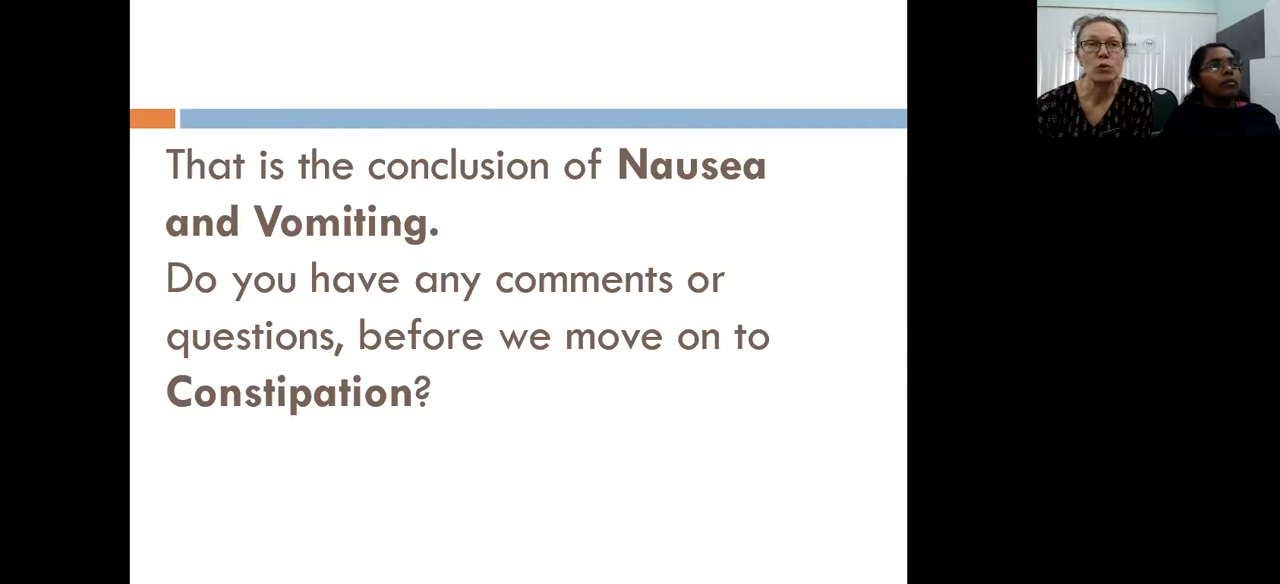 That is the conclusion of Nausea
and Vomiting.
Do you have any comments or
questions, before we move on to
Constipation?